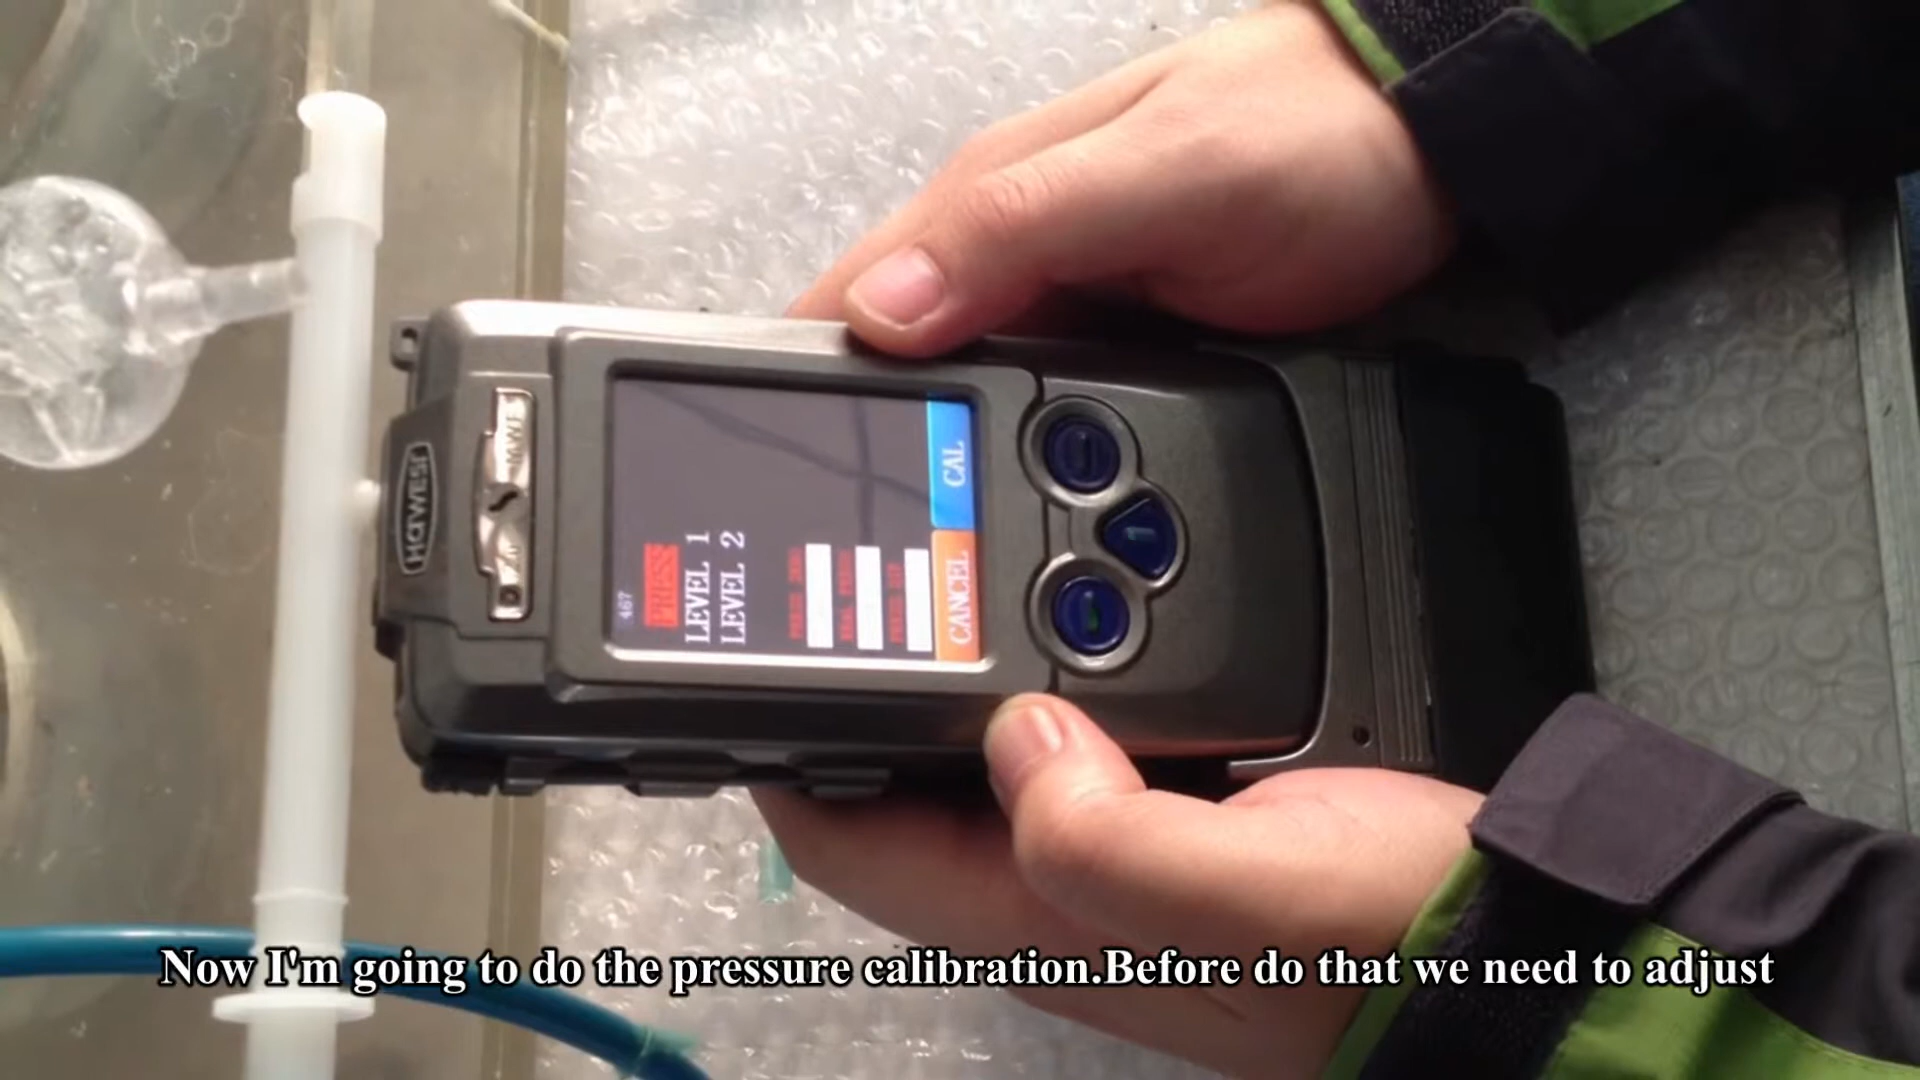 HAWEST
467
PRESS
LEVEL 1
LEVEL 2
CANCEL CAL
Now I'm going to do the pressure calibration.Before do that we need to adjust